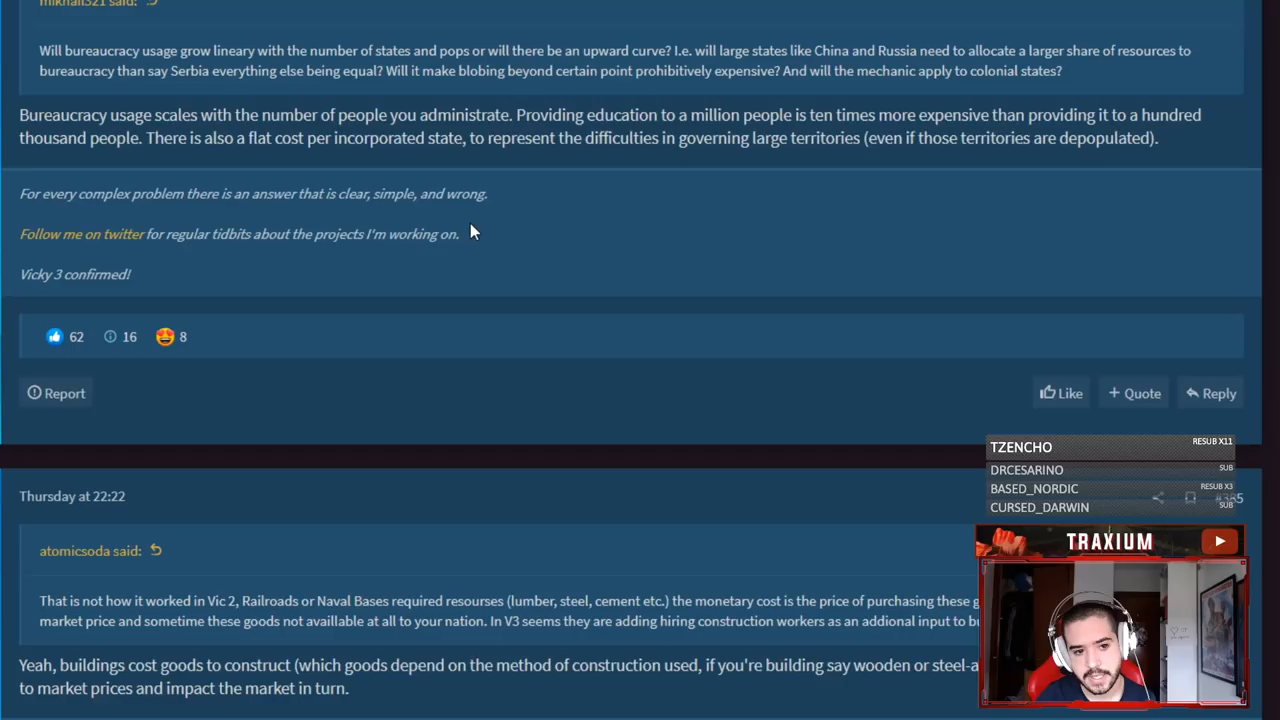 mikhail321 said:
Will bureaucracy usage grow lineary with the number of states and pops or will there be an upward curve? I.e. will large states like China and Russia need to allocate a larger share of resources to
bureaucracy than say Serbia everything else being equal? Will it make blobing beyond certain point prohibitively expensive? And will the mechanic apply to colonial states?
Bureaucracy usage scales with the number of people you administrate. Providing education to a million people is ten times more expensive than providing it to a hundred
thousand people. There is also a flat cost per incorporated state, to represent the difficulties in governing large territories (even if those territories are depopulated).
For every complex problem there is an answer that is clear, simple, and wrong.
Follow me on twitter for regular tidbits about the projects I'm working on.
Vicky 3 confirmed!
62 16 8
Report
Like Quote Reply
TZENCHO RESUB X11
DRCESARINO SUB
BASED_NORDIC RESUB X3
CURSED_DARWIN SUB
Thursday at 22:22
#385
atomicsoda said:
TRAXIUM
That is not how it worked in Vic 2, Railroads or Naval Bases required resourses (lumber, steel, cement etc.) the monetary cost is the price of purchasing these g
market price and sometime these goods not availlable at all to your nation. In V3 seems they are adding hiring construction workers as an addional input to bu
Yeah, buildings cost goods to construct (which goods depend on the method of construction used, if you're building say wooden or steel-a
to market prices and impact the market in turn.